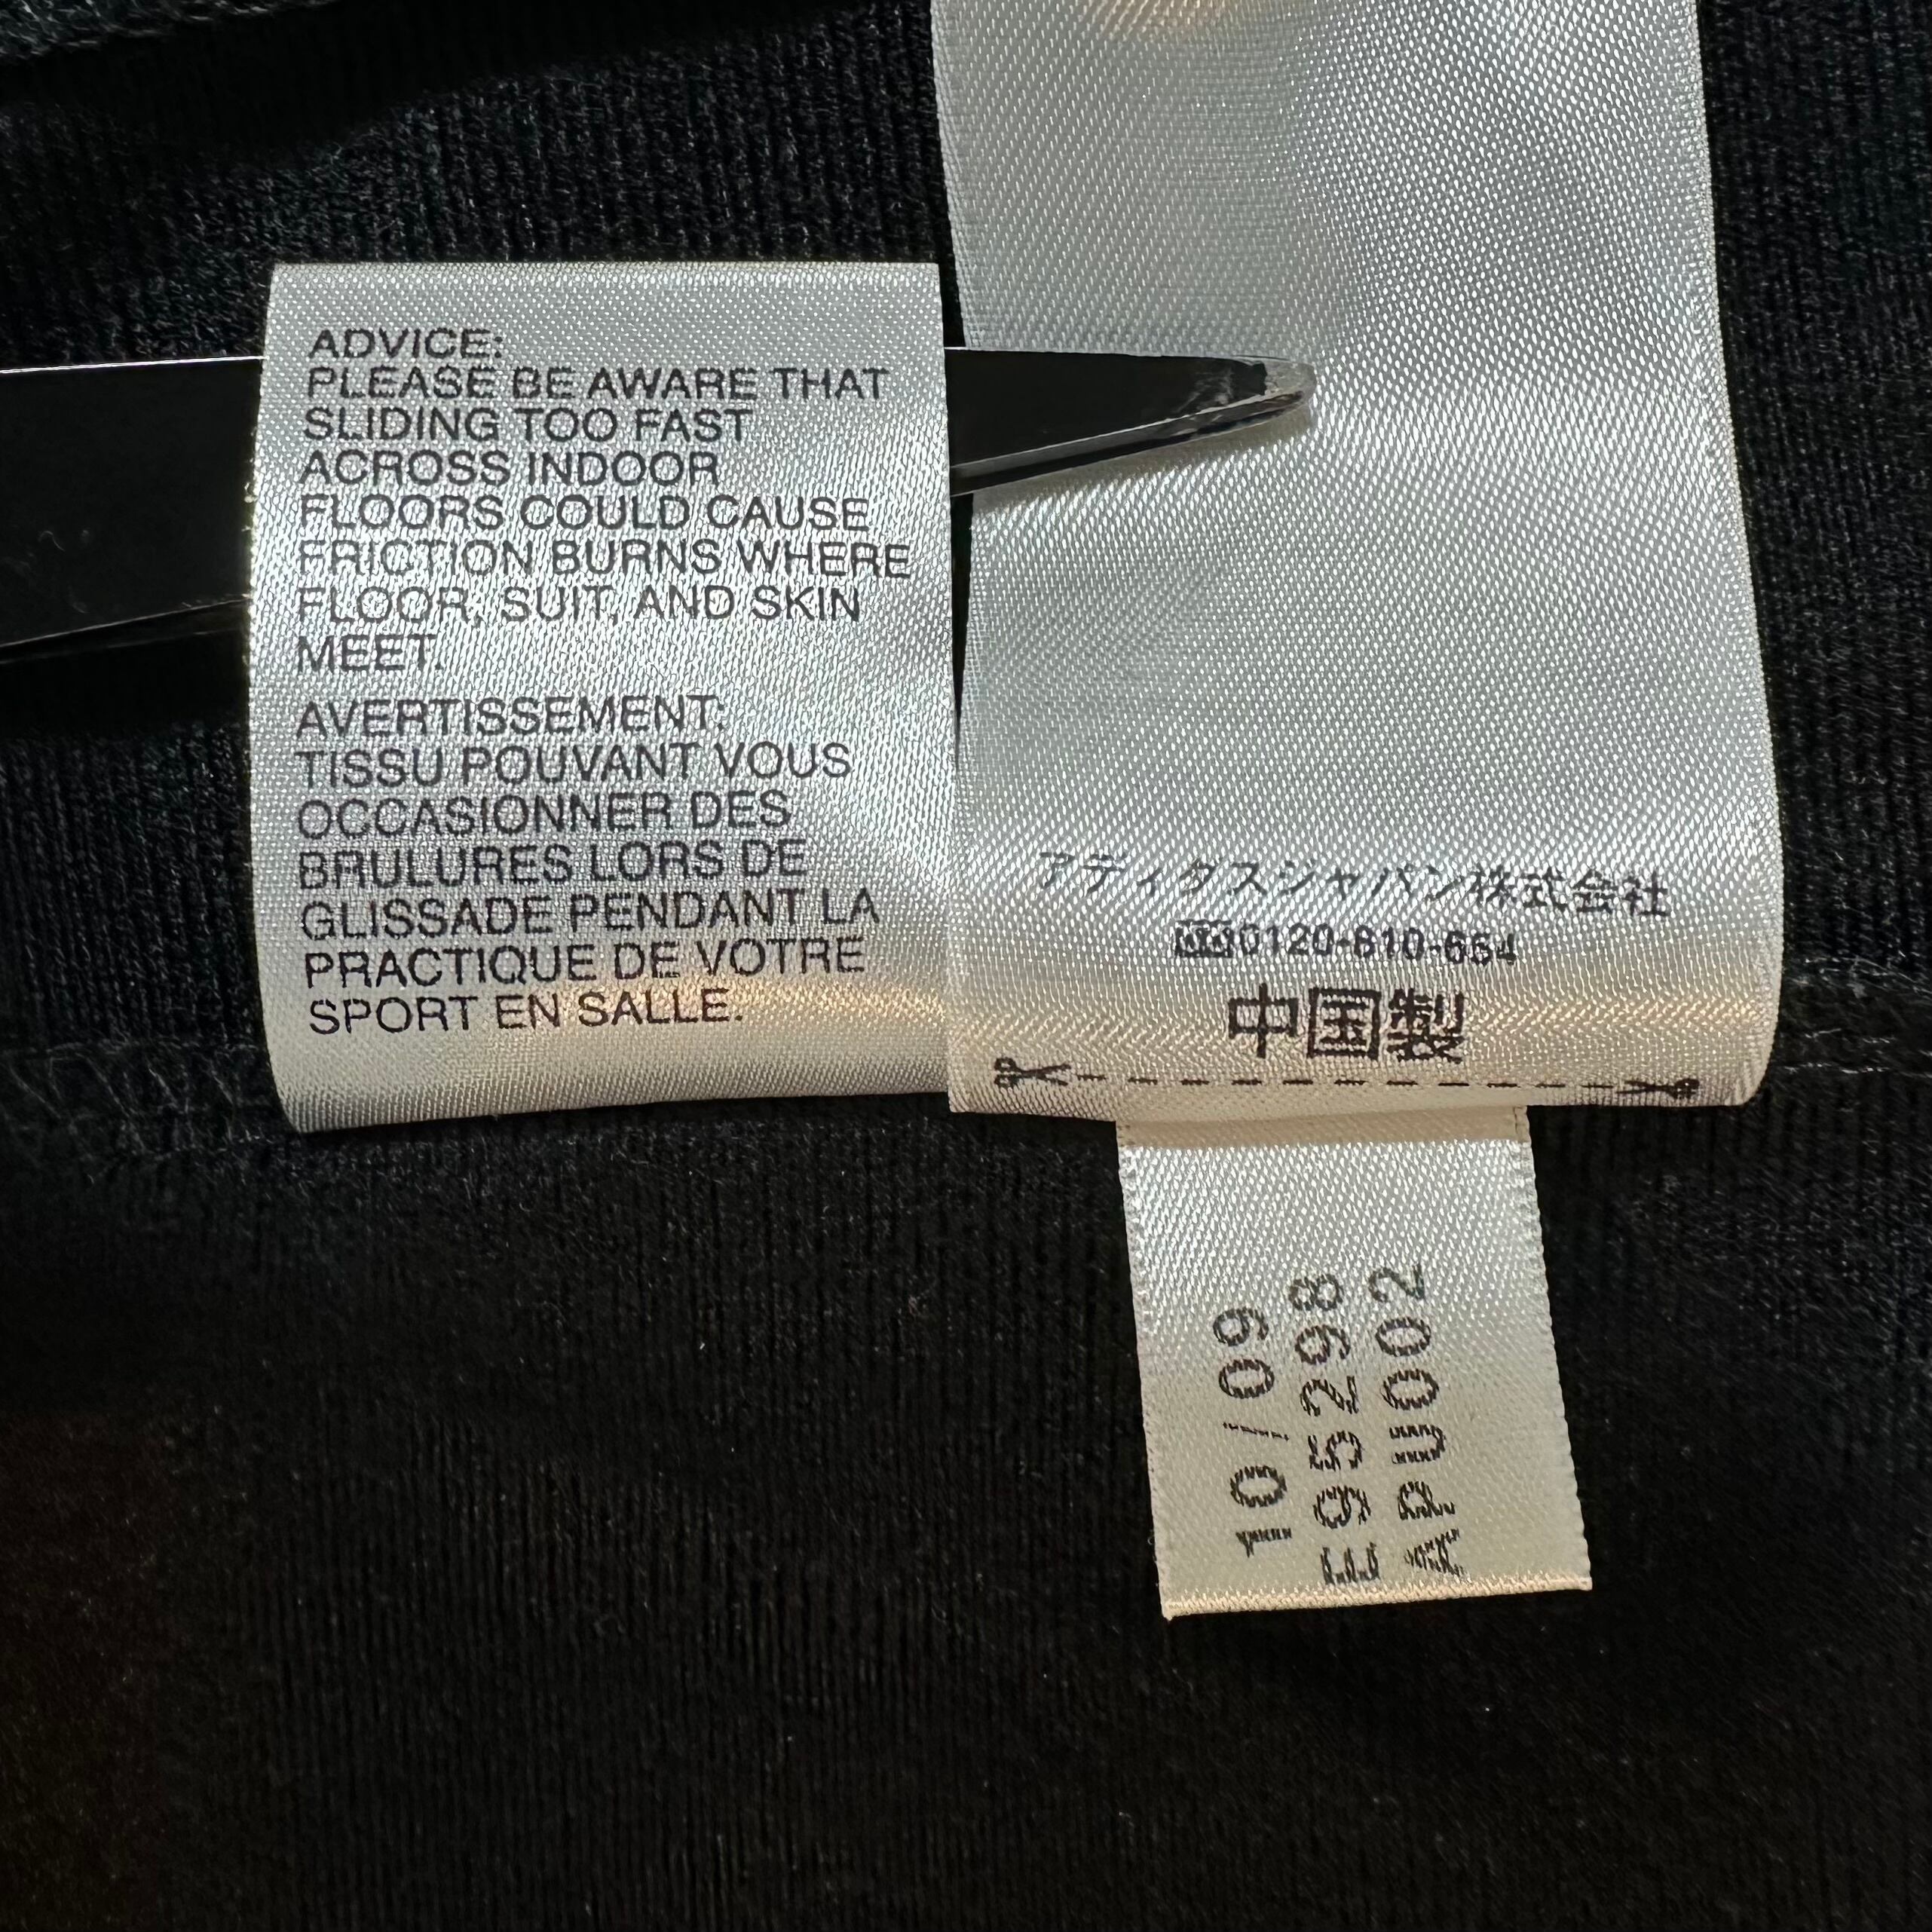 ADVICE:
PLEASE BE AWARE THAT
SLIDING TOO FAST
ACROSS INDOOR
FLOORS COULD CAUSE
FRICTION BURNS WHERE
FLOOR, SUIT, AND SKIN
MEET.
AVERTISSEMENT:
TISSU POUVANT VOUS
OCCASIONNER DES
BRULURES LORS DE
GLISSADE PENDANT LA
PRACTIQUE DE VOTRE
SPORT EN SALLE.
アディダスジャパン株式会社
0120-810-654
中国製
10/09
E95298
APU002